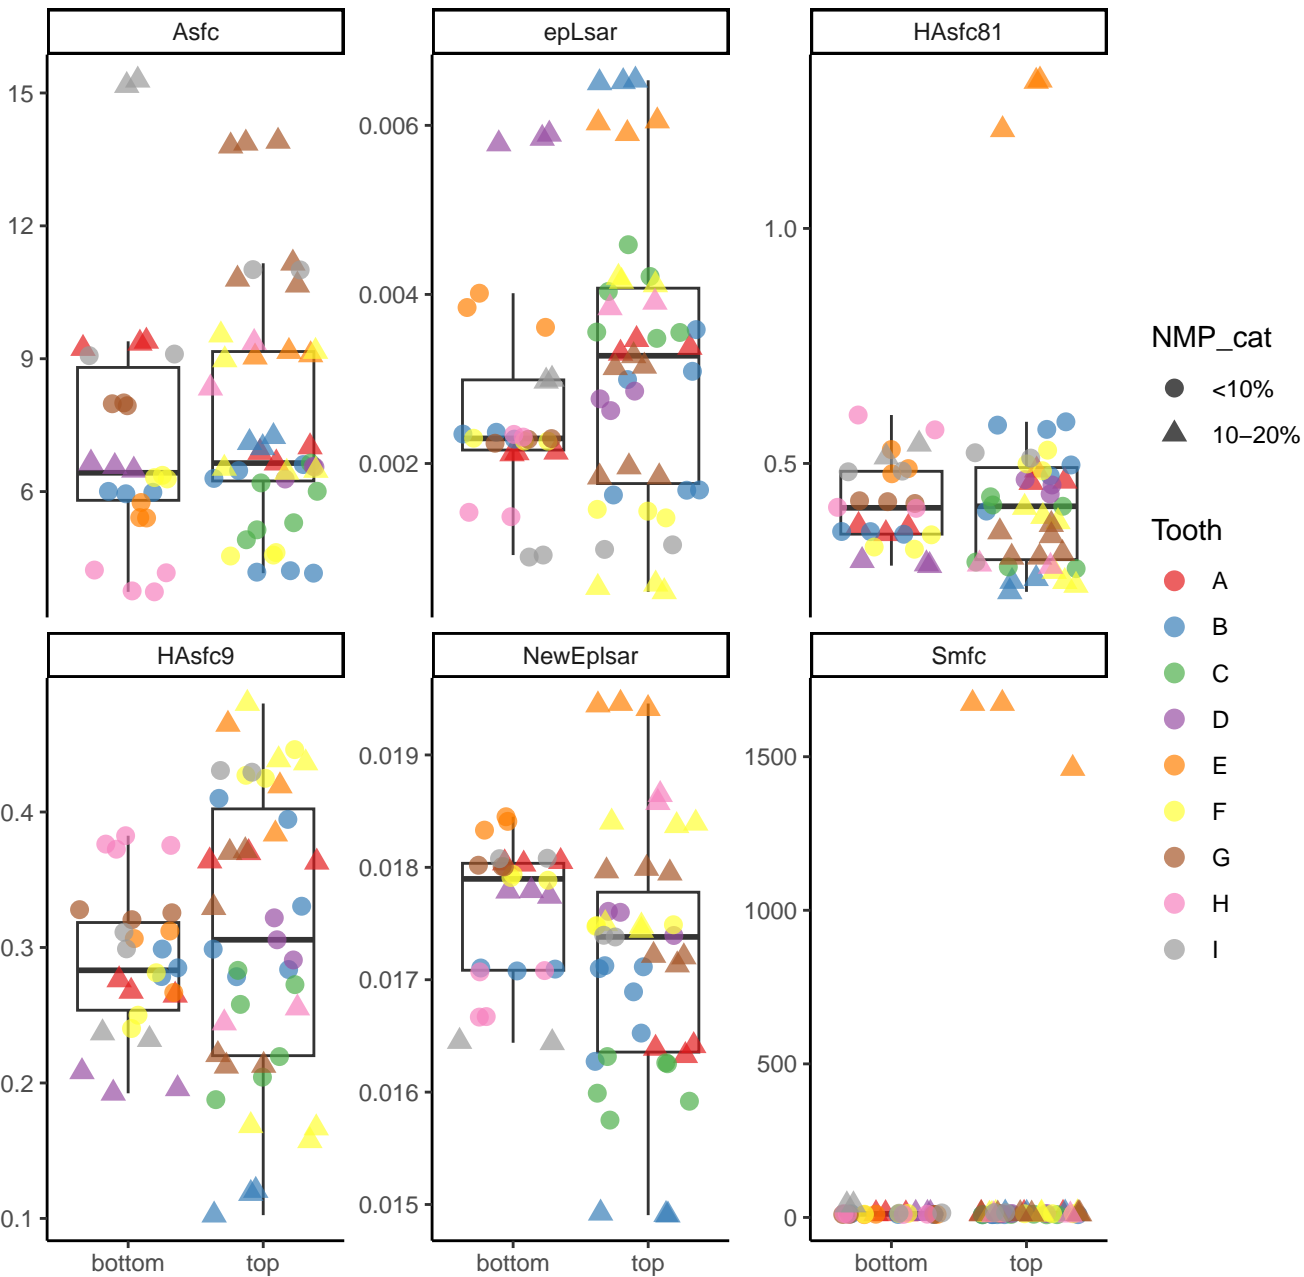 Asfc
epLsar
HAsfc81
15
12
9
6
0.006
0.004
0.002
1.0
0.5
HAsfc9
NewEplsar
Smfc
0.4
0.3
0.2
0.1
0.019
0.018
0.017
0.016
0.015
1500
1000
500
0
bottom
top
bottom
top
bottom
top
NMP_cat
<10%
10−20%
Tooth
A
B
C
D
E
F
G
H
I